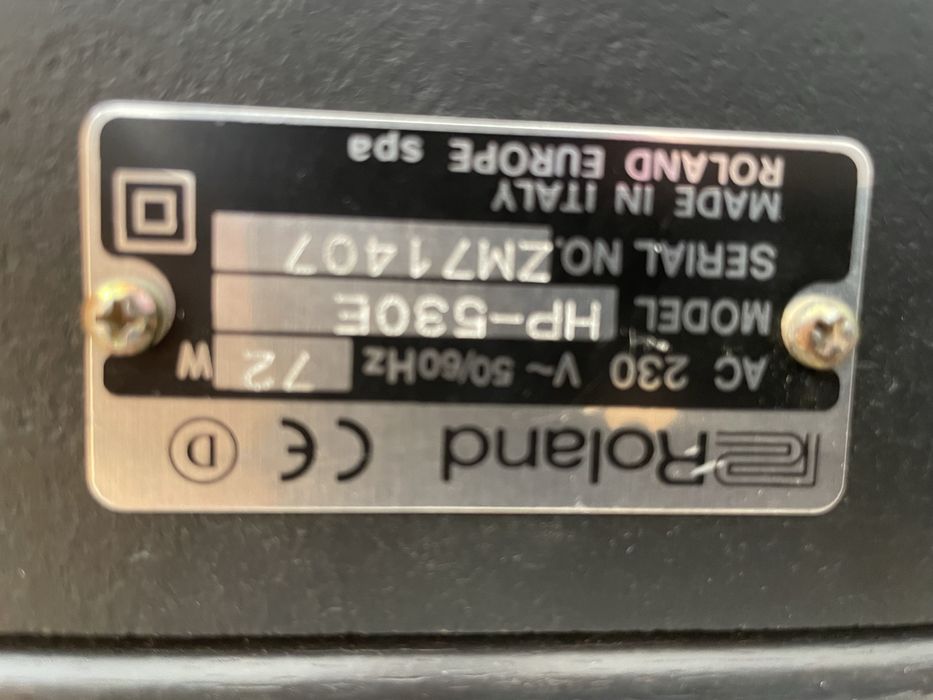 Roland CE D
AC 230 V~ 50/60Hz 72 W
MODEL HP-530E
SERIAL NO. ZM71407
MADE IN ITALY
ROLAND EUROPE spa